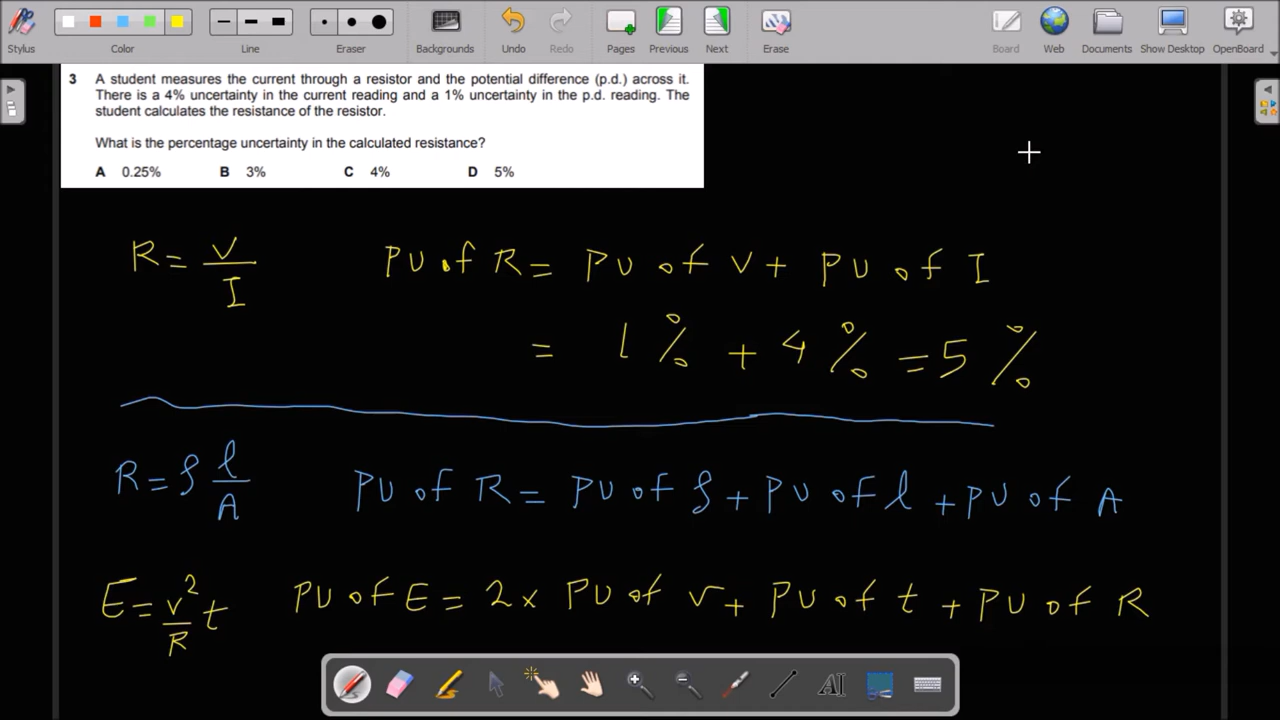 Stylus Color Line Eraser Backgrounds Undo Redo Pages Previous Next Erase Board Web Documents Show Desktop OpenBoard
3 A student measures the current through a resistor and the potential difference (p.d.) across it.
There is a 4% uncertainty in the current reading and a 1% uncertainty in the p.d. reading. The
student calculates the resistance of the resistor.
What is the percentage uncertainty in the calculated resistance?
A 0.25% B 3% C 4% D 5%
R = V/I PU of R = PU of V + PU of I
= 1% + 4% = 5%
R = ρ l/A PU of R = PU of ρ + PU of l + PU of A
E = V²/R t PU of E = 2 x PU of V + PU of t + PU of R
AI